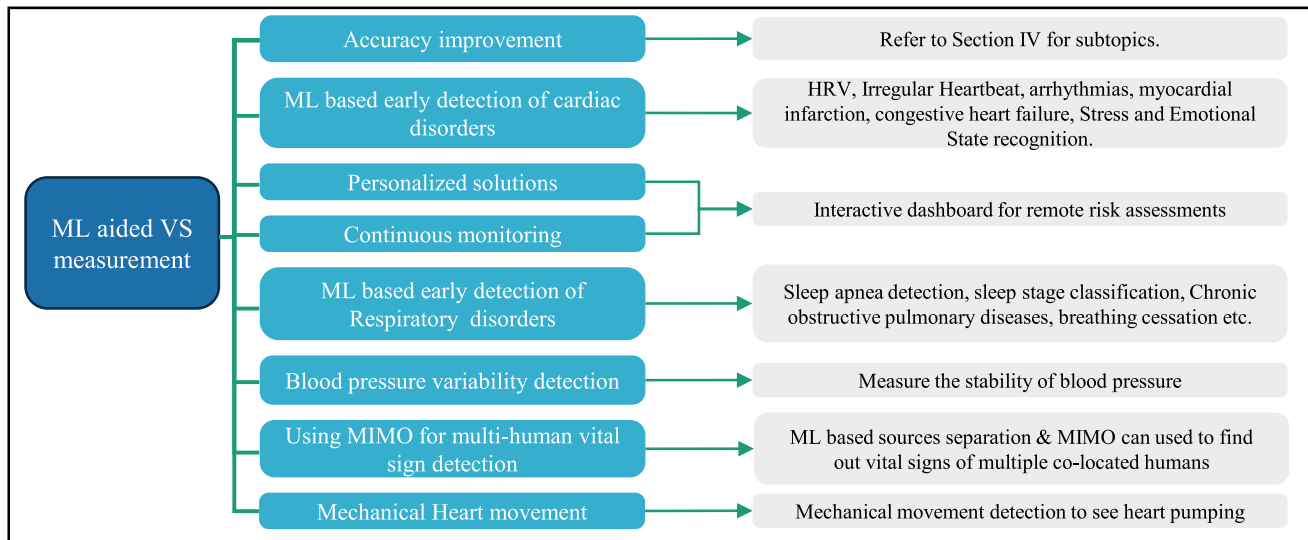 ML aided VS
measurement
Accuracy improvement
Refer to Section IV for subtopics.
ML based early detection of cardiac
disorders
HRV, Irregular Heartbeat, arrhythmias, myocardial
infarction, congestive heart failure, Stress and Emotional
State recognition.
Personalized solutions
Continuous monitoring
Interactive dashboard for remote risk assessments
ML based early detection of
Respiratory disorders
Sleep apnea detection, sleep stage classification, Chronic
obstructive pulmonary diseases, breathing cessation etc.
Blood pressure variability detection
Measure the stability of blood pressure
Using MIMO for multi-human vital
sign detection
ML based sources separation & MIMO can used to find
out vital signs of multiple co-located humans
Mechanical Heart movement
Mechanical movement detection to see heart pumping